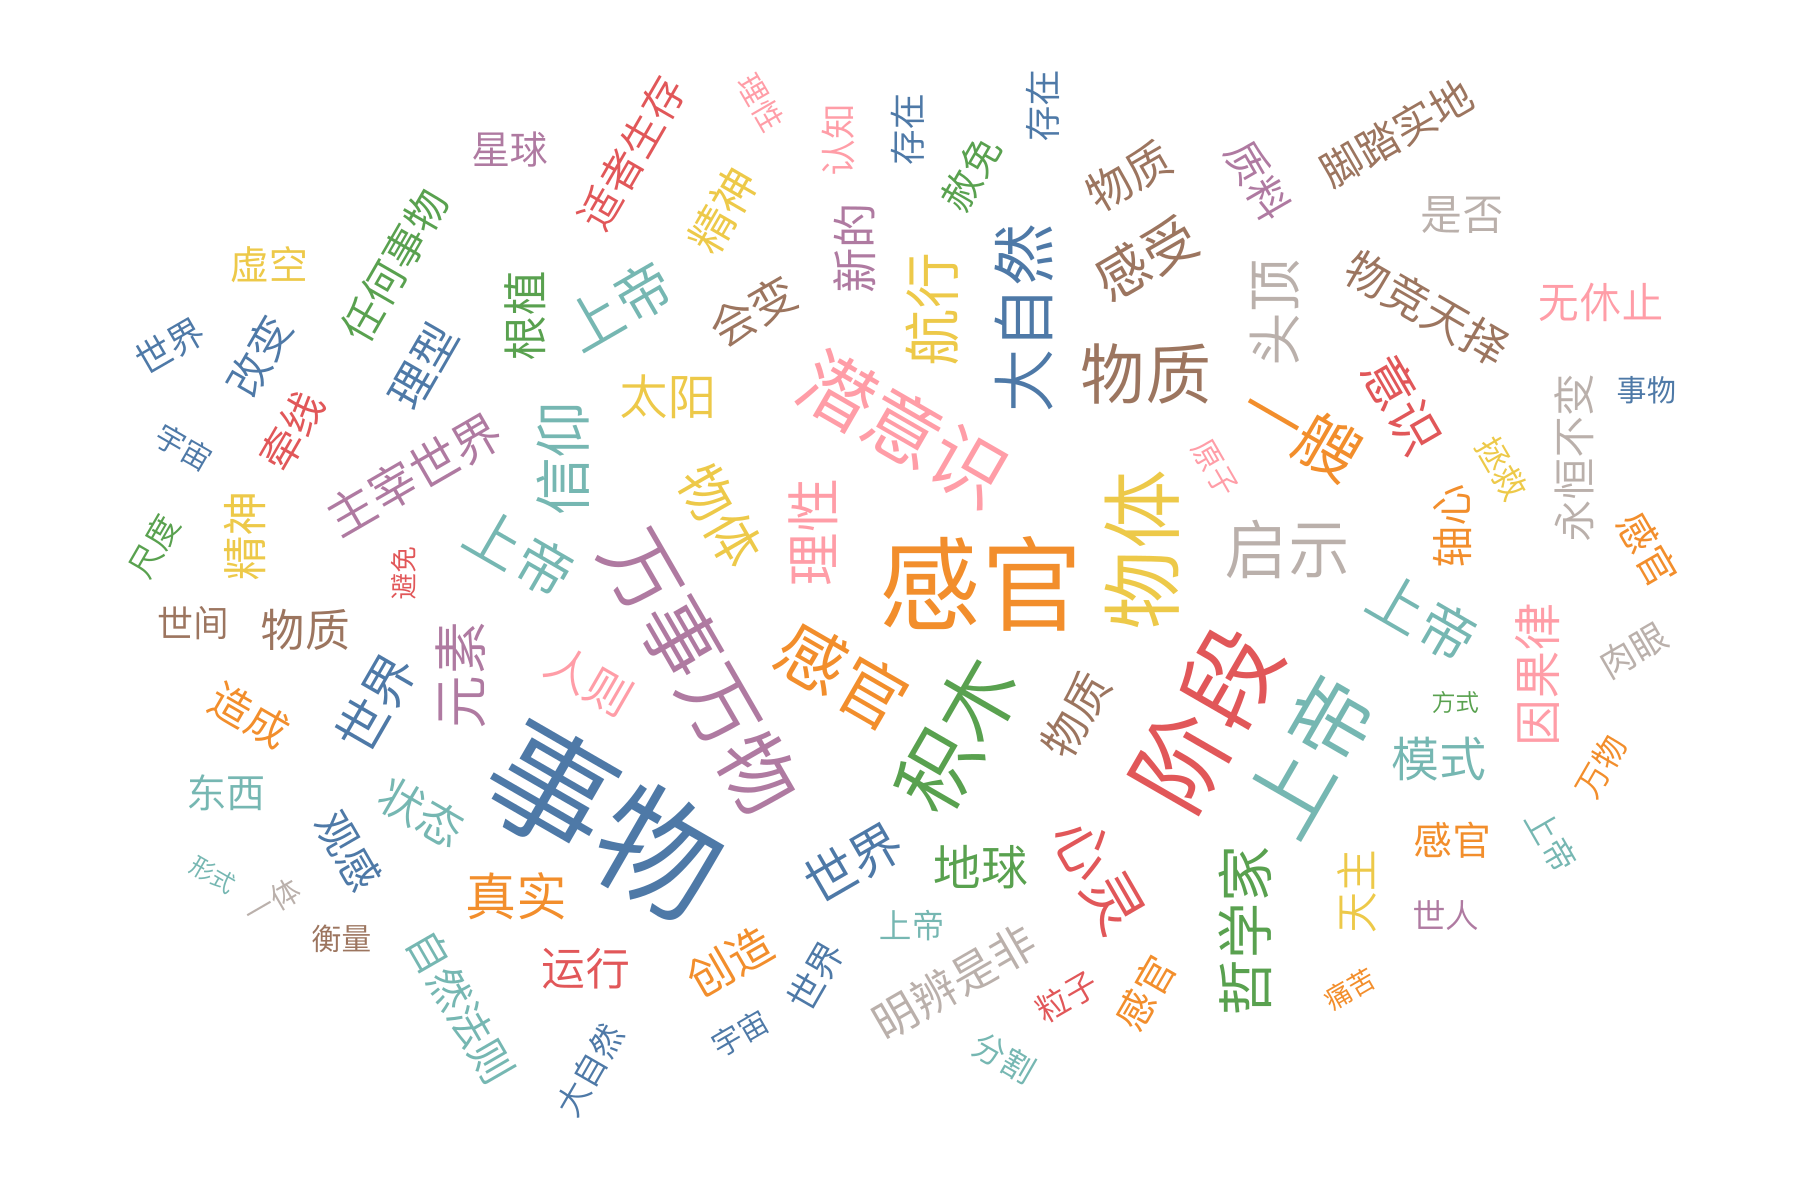 理性
认知
存在
存在
适者生存
星球
脚踏实地
赦免
物质
质料
精神
是否
新的
任何事物
虚空
上帝
根植
会变
航行
大自然
感受
头顶
物竞天择
无休止
世界
改变
理型
太阳
潜意识
物质
一艘
意识
事物
永恒不变
宇宙
牵线
主宰世界
信仰
物体
理性
原子
拯救
尺度
精神
避免
上帝
感官
物体
启示
轴心
感官
世间
物质
元素
人则
万事万物
感官
上帝
因果律
肉眼
造成
世界
积木
物质
阶段
上帝
方式
模式
万物
东西
状态
事物
观感
形式
一体
衡量
真实
世界
地球
心灵
哲学家
感官
上帝
天生
世人
上帝
自然法则
运行
创造
世界
明辨是非
粒子
感官
痛苦
大自然
宇宙
分割